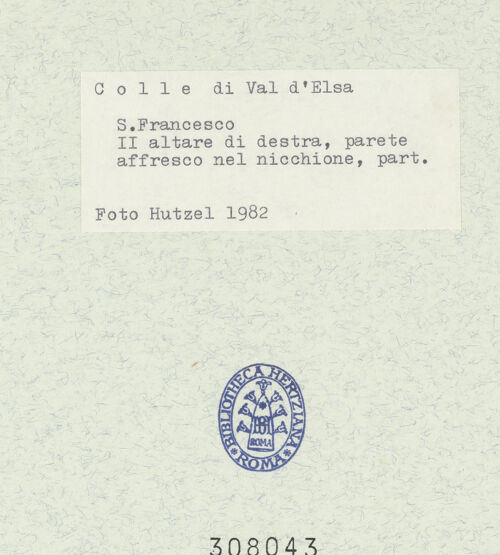 C o l l e  di Val d'Elsa
S.Francesco
II altare di destra, parete
affresco nel nicchione, part.
Foto Hutzel 1982
BIBLIOTHECA HERTZIANA
BH
ROMA
* ROMA *
308043